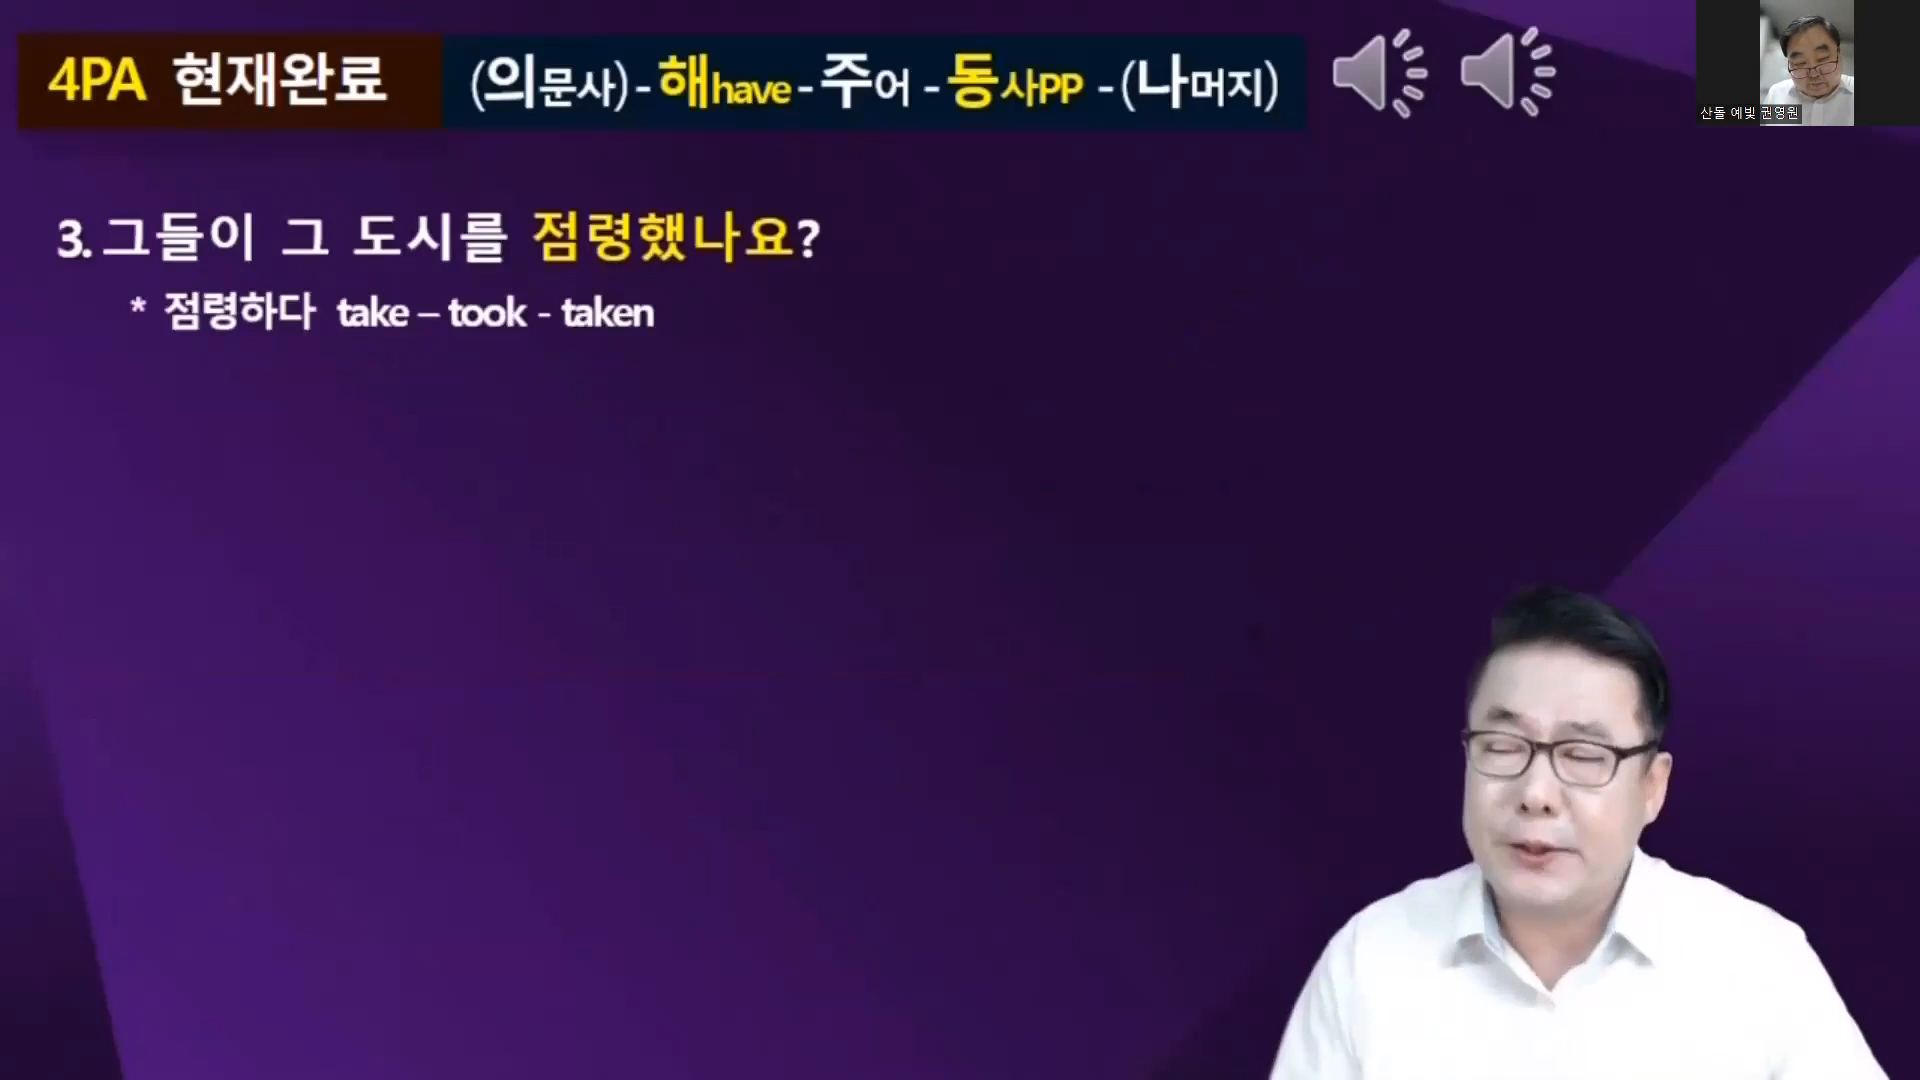 4PA 현재완료 (의문사) - 해have - 주어 - 동사PP - (나머지)
산돌 예빛 권영원
3. 그들이 그 도시를 점령했나요?
* 점령하다 take – took - taken